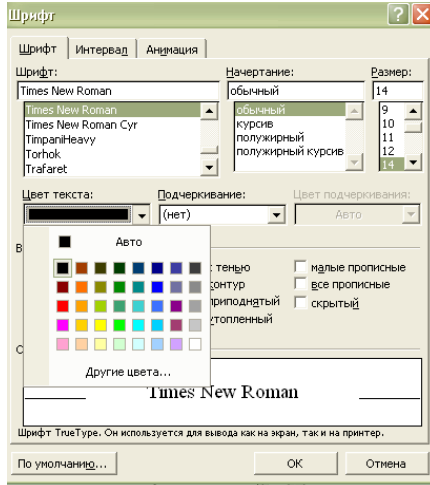 Шрифт
Шрифт Интервал Анимация
Шрифт: Начертание: Размер:
Times New Roman обычный 14
Times New Roman обычный 9
Times New Roman Cyr курсив 10
TimpaniHeavy полужирный 11
Torhok полужирный курсив 12
Trafaret 14
Цвет текста: Подчеркивание: Цвет подчеркивания:
(нет) Авто
Авто
тенью малые прописные
все прописные
приподнятый скрытый
утопленный
Другие цвета...
Times New Roman
Шрифт TrueType. Он используется для вывода как на экран, так и на принтер.
По умолчанию... ОК Отмена